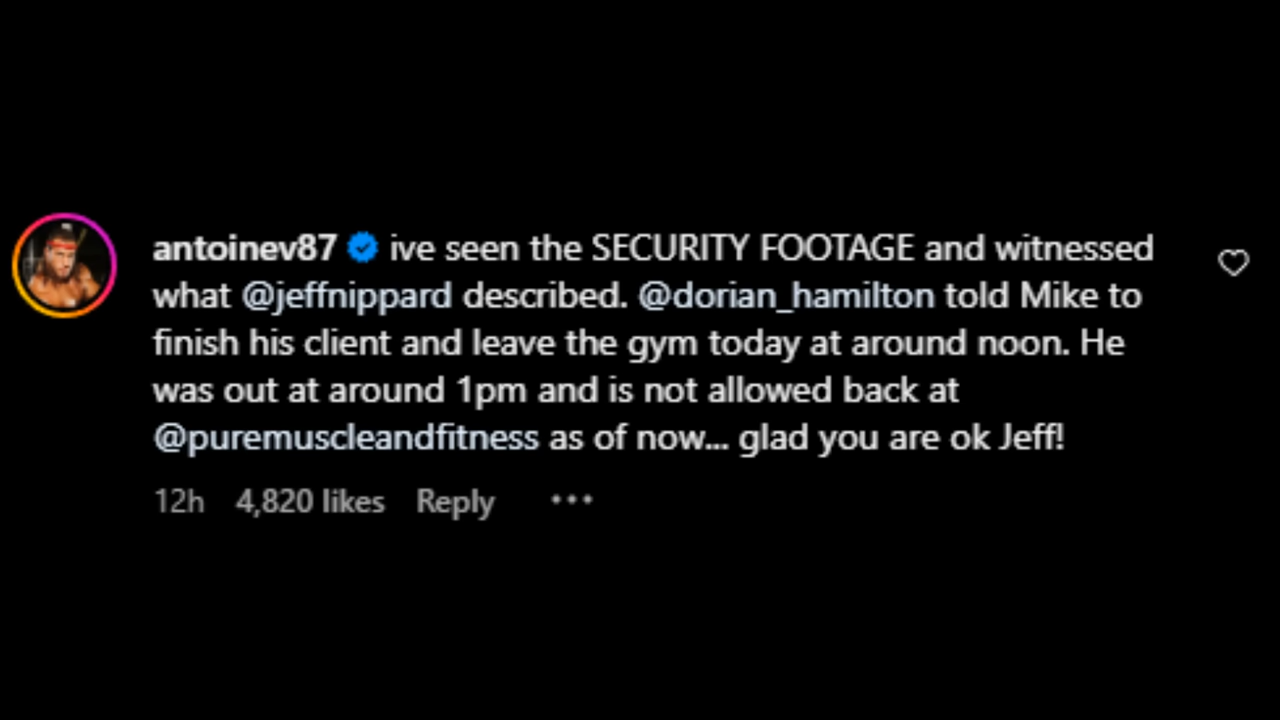 antoinev87 ive seen the SECURITY FOOTAGE and witnessed
what @jeffnippard described. @dorian_hamilton told Mike to
finish his client and leave the gym today at around noon. He
was out at around 1pm and is not allowed back at
@puremuscleandfitness as of now... glad you are ok Jeff!
12h 4,820 likes Reply •••